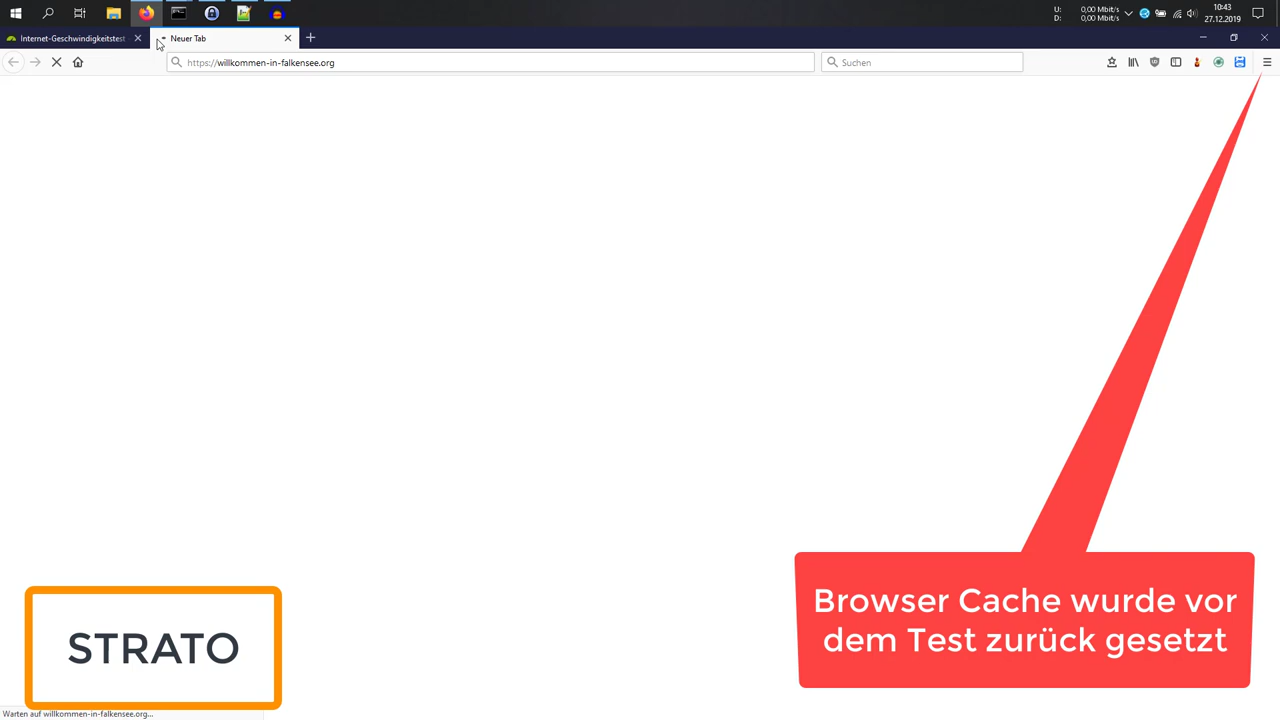 U: 0,00 Mbit/s
D: 0,00 Mbit/s
10:43
27.12.2019
Internet-Geschwindigkeitstest
Neuer Tab
https://willkommen-in-falkensee.org
Suchen
Browser Cache wurde vor
dem Test zurück gesetzt
STRATO
Warten auf willkommen-in-falkensee.org...